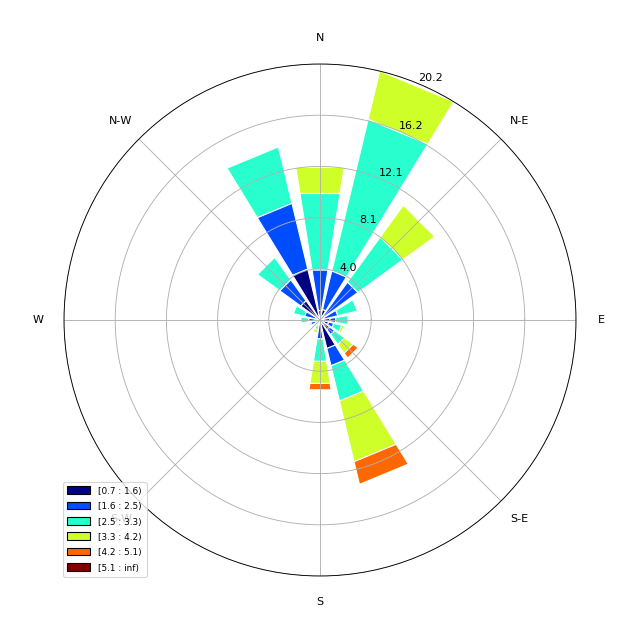 N
20.2
N-W
N-E
16.2
12.1
8.1
4.0
W
E
[0.7 : 1.6)
[1.6 : 2.5)
[2.5 : 3.3)
[3.3 : 4.2)
[4.2 : 5.1)
[5.1 : inf)
S-W
S-E
S